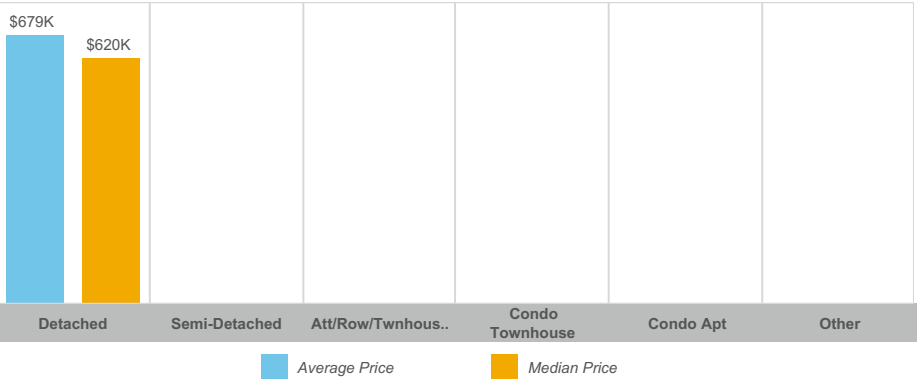 $679K
$620K
Detached
Semi-Detached
Att/Row/Twnhous..
Condo
Townhouse
Condo Apt
Other
Average Price
Median Price